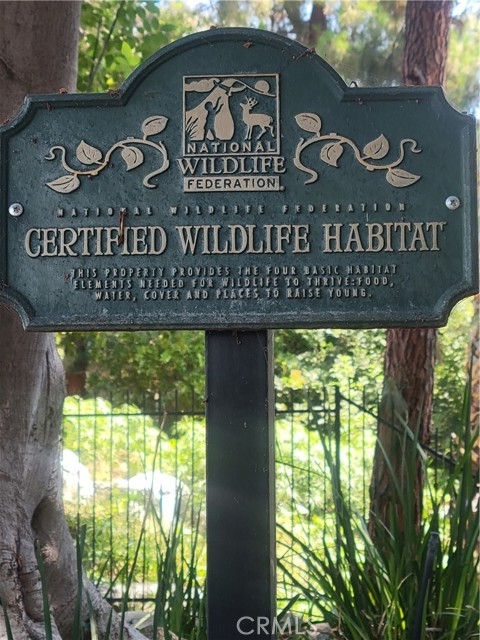 NATIONAL
WILDLIFE
FEDERATION
NATIONAL WILDLIFE FEDERATION
CERTIFIED WILDLIFE HABITAT
THIS PROPERTY PROVIDES THE FOUR BASIC HABITAT
ELEMENTS NEEDED FOR WILDLIFE TO THRIVE:FOOD,
WATER, COVER AND PLACES TO RAISE YOUNG.
CRMLS